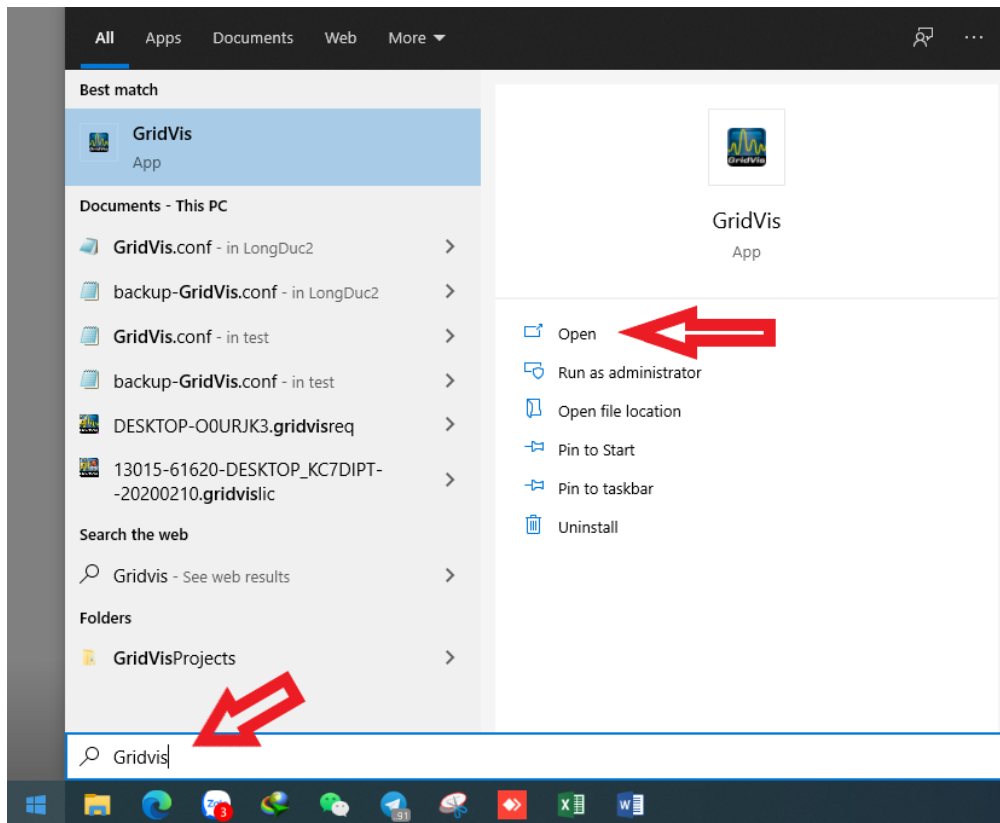 All Apps Documents Web More
Best match
GridVis
App
Documents - This PC
GridVis.conf - in LongDuc2
backup-GridVis.conf - in LongDuc2
GridVis.conf - in test
backup-GridVis.conf - in test
DESKTOP-O0URJK3.gridvisreq
13015-61620-DESKTOP_KC7DIPT-
-20200210.gridvislic
Search the web
Gridvis - See web results
Folders
GridVisProjects
Gridvis
GridVis
GridVis
App
Open
Run as administrator
Open file location
Pin to Start
Pin to taskbar
Uninstall
3
91